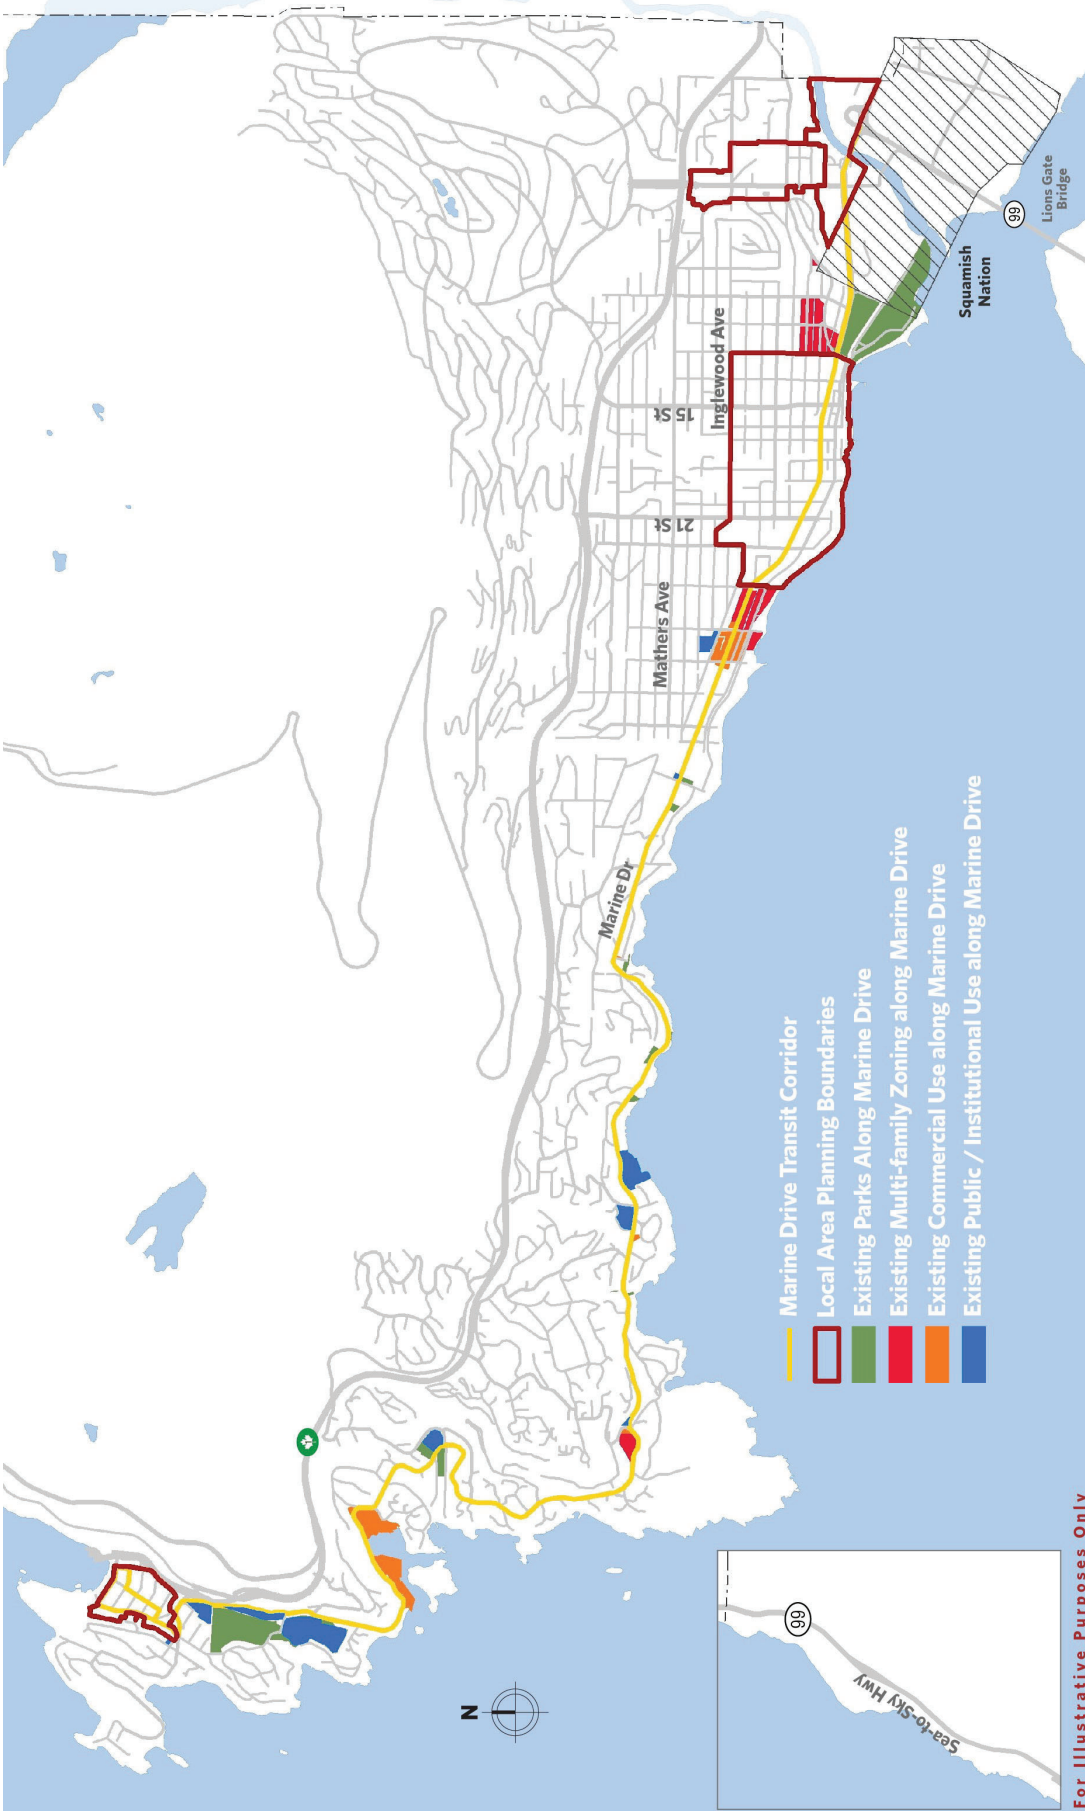 Inglewood Ave
15 St
21 St
Mathers Ave
Marine Dr
Squamish
Nation
99
Lions Gate
Bridge
N
Marine Drive Transit Corridor
Local Area Planning Boundaries
Existing Parks Along Marine Drive
Existing Multi-family Zoning along Marine Drive
Existing Commercial Use along Marine Drive
Existing Public / Institutional Use along Marine Drive
99
Sea-to-Sky Hwy
For Illustrative Purposes Only